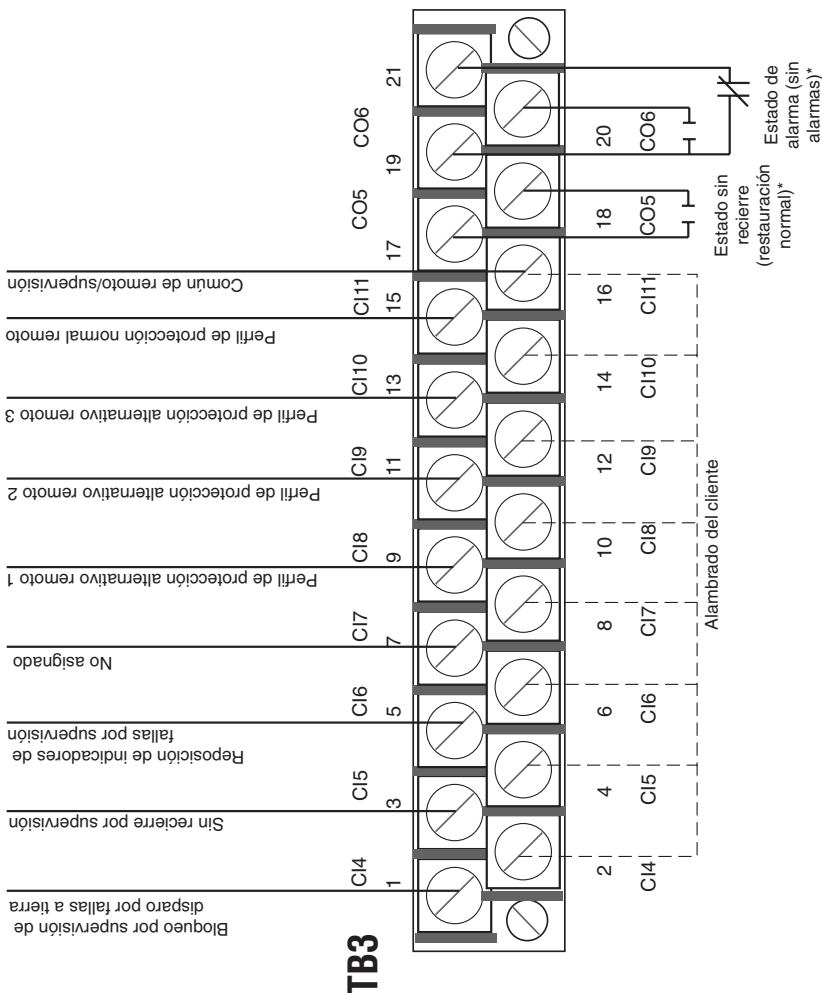 TB3
Bloqueo por supervisión de
disparo por fallas a tierra
Sin recierre por supervisión
Reposición de indicadores de
fallas por supervisión
No asignado
Perfil de protección alternativo remoto 1
Perfil de protección alternativo remoto 2
Perfil de protección alternativo remoto 3
Perfil de protección normal remoto
Común de remoto/supervisión
CI4
1
CI5
3
CI6
5
CI7
7
CI8
9
CI9
11
CI10
13
CI11
15
17
CO5
19
CO6
21
2
CI4
4
CI5
6
CI6
8
CI7
10
CI8
12
CI9
14
CI10
16
CI11
18
CO5
20
CO6
Alambrado del cliente
Estado sin
recierre
(restauración
normal)*
Estado de
alarma (sin
alarmas)*